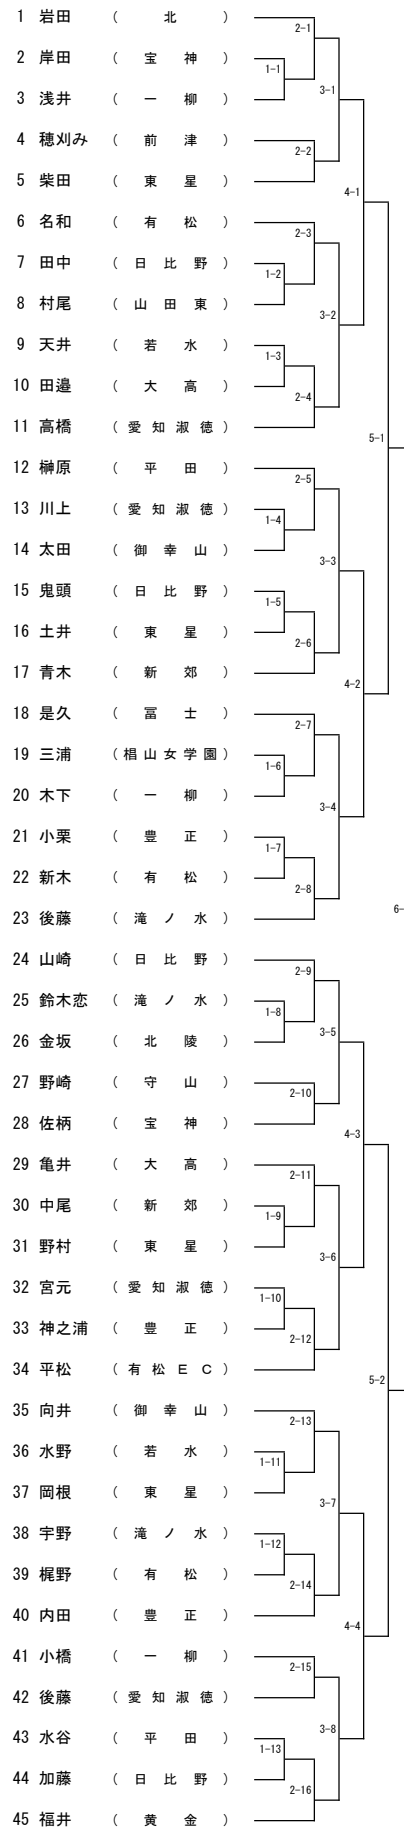 1 岩田 ( 北 )
2-1
2 岸田 ( 宝神 )
1-1
3 浅井 ( 一柳 )
3-1
4 穂刈み ( 前津 )
2-2
5 柴田 ( 東星 )
4-1
6 名和 ( 有松 )
2-3
7 田中 ( 日比野 )
1-2
8 村尾 ( 山田東 )
3-2
9 天井 ( 若水 )
1-3
10 田邉 ( 大高 )
2-4
11 高橋 ( 愛知淑徳 )
5-1
12 榊原 ( 平田 )
2-5
13 川上 ( 愛知淑徳 )
1-4
14 太田 ( 御幸山 )
3-3
15 鬼頭 ( 日比野 )
1-5
16 土井 ( 東星 )
2-6
17 青木 ( 新郊 )
4-2
18 是久 ( 冨士 )
2-7
19 三浦 ( 椙山女学園 )
1-6
20 木下 ( 一柳 )
3-4
21 小栗 ( 豊正 )
1-7
22 新木 ( 有松 )
2-8
23 後藤 ( 滝ノ水 )
6-
24 山崎 ( 日比野 )
2-9
25 鈴木恋 ( 滝ノ水 )
1-8
26 金坂 ( 北陵 )
3-5
27 野崎 ( 守山 )
2-10
28 佐柄 ( 宝神 )
4-3
29 亀井 ( 大高 )
2-11
30 中尾 ( 新郊 )
1-9
31 野村 ( 東星 )
3-6
32 宮元 ( 愛知淑徳 )
1-10
33 神之浦 ( 豊正 )
2-12
34 平松 ( 有松EC )
5-2
35 向井 ( 御幸山 )
2-13
36 水野 ( 若水 )
1-11
37 岡根 ( 東星 )
3-7
38 宇野 ( 滝ノ水 )
1-12
39 梶野 ( 有松 )
2-14
40 内田 ( 豊正 )
4-4
41 小橋 ( 一柳 )
2-15
42 後藤 ( 愛知淑徳 )
3-8
43 水谷 ( 平田 )
1-13
44 加藤 ( 日比野 )
2-16
45 福井 ( 黄金 )